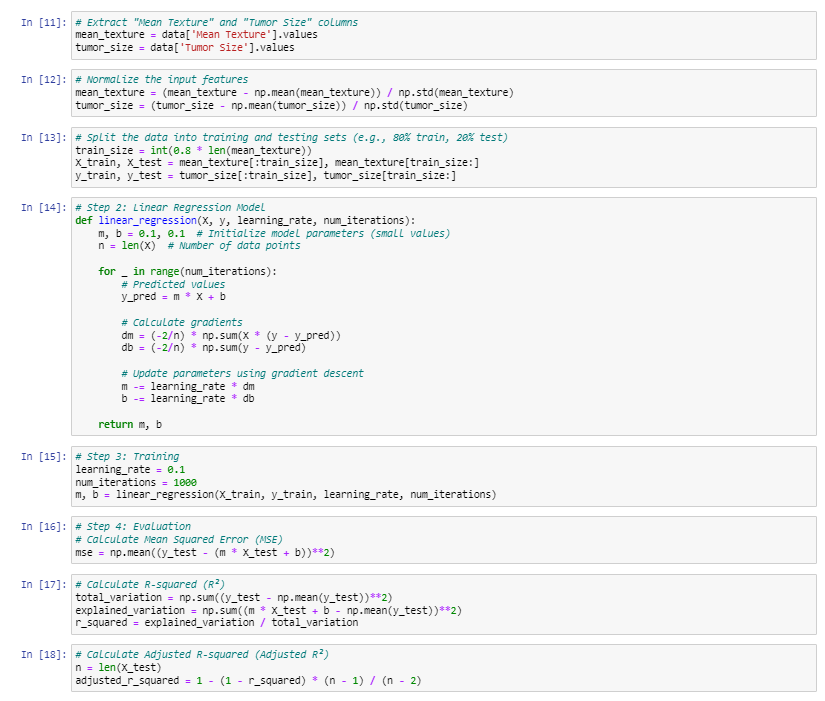 In [11]: # Extract "Mean Texture" and "Tumor Size" columns
mean_texture = data['Mean Texture'].values
tumor_size = data['Tumor Size'].values
In [12]: # Normalize the input features
mean_texture = (mean_texture - np.mean(mean_texture)) / np.std(mean_texture)
tumor_size = (tumor_size - np.mean(tumor_size)) / np.std(tumor_size)
In [13]: # Split the data into training and testing sets (e.g., 80% train, 20% test)
train_size = int(0.8 * len(mean_texture))
X_train, X_test = mean_texture[:train_size], mean_texture[train_size:]
y_train, y_test = tumor_size[:train_size], tumor_size[train_size:]
In [14]: # Step 2: Linear Regression Model
def linear_regression(X, y, learning_rate, num_iterations):
    m, b = 0.1, 0.1  # Initialize model parameters (small values)
    n = len(X)  # Number of data points
    for _ in range(num_iterations):
        # Predicted values
        y_pred = m * X + b
        # Calculate gradients
        dm = (-2/n) * np.sum(X * (y - y_pred))
        db = (-2/n) * np.sum(y - y_pred)
        # Update parameters using gradient descent
        m -= learning_rate * dm
        b -= learning_rate * db
    return m, b
In [15]: # Step 3: Training
learning_rate = 0.1
num_iterations = 1000
m, b = linear_regression(X_train, y_train, learning_rate, num_iterations)
In [16]: # Step 4: Evaluation
# Calculate Mean Squared Error (MSE)
mse = np.mean((y_test - (m * X_test + b))**2)
In [17]: # Calculate R-squared (R²)
total_variation = np.sum((y_test - np.mean(y_test))**2)
explained_variation = np.sum((m * X_test + b - np.mean(y_test))**2)
r_squared = explained_variation / total_variation
In [18]: # Calculate Adjusted R-squared (Adjusted R²)
n = len(X_test)
adjusted_r_squared = 1 - (1 - r_squared) * (n - 1) / (n - 2)